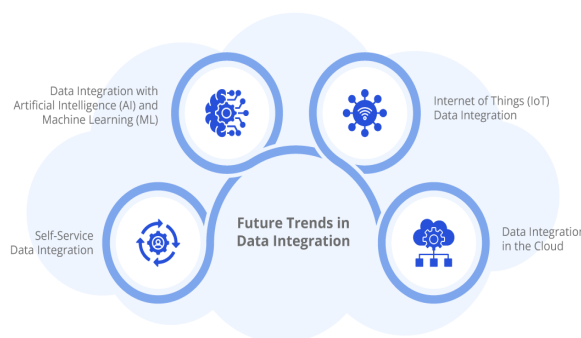 Data Integration with
Artificial Intelligence (AI) and
Machine Learning (ML)
Internet of Things (IoT)
Data Integration
Self-Service
Data Integration
Future Trends in
Data Integration
Data Integration
in the Cloud